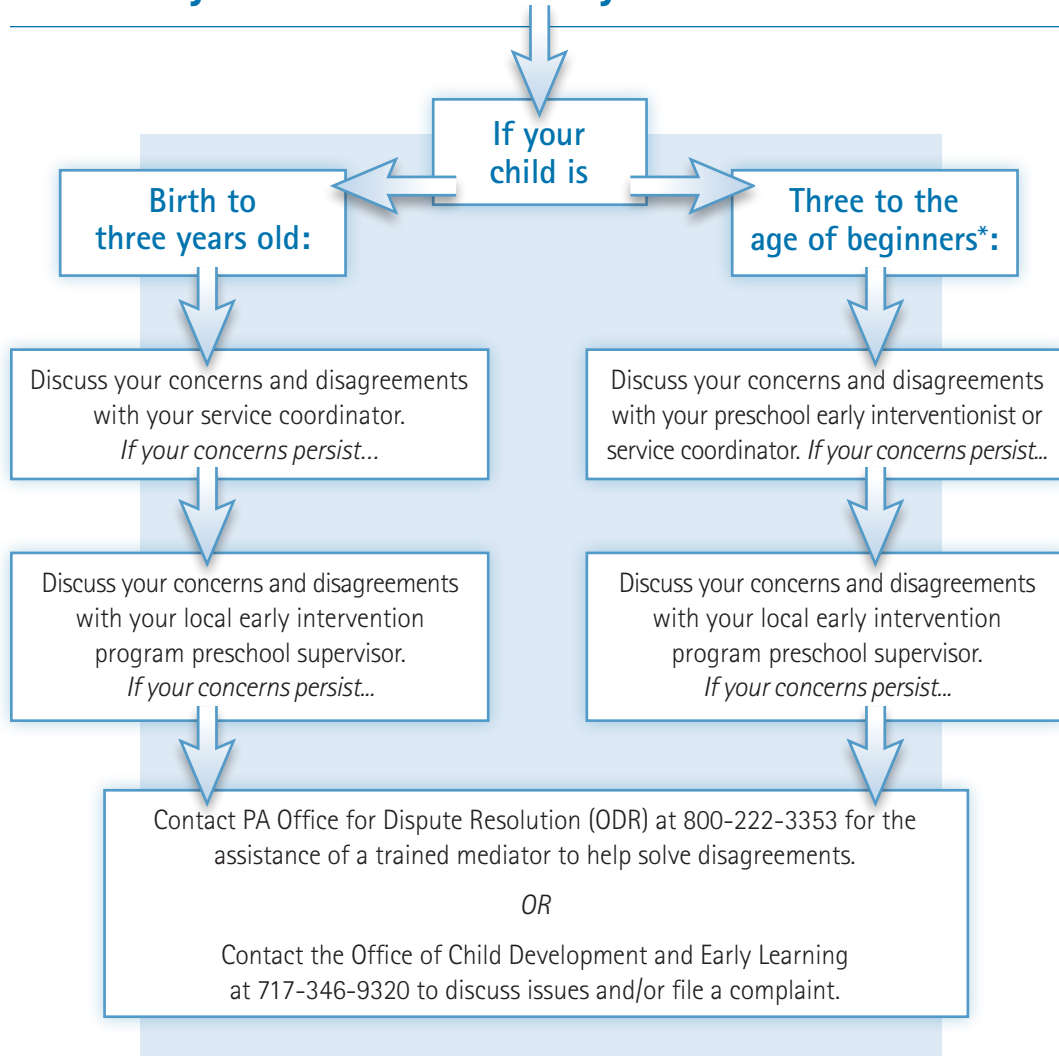 If your
child is
Birth to
three years old:
Three to the
age of beginners*:
Discuss your concerns and disagreements
with your service coordinator.
If your concerns persist...
Discuss your concerns and disagreements
with your preschool early interventionist or
service coordinator. If your concerns persist...
Discuss your concerns and disagreements
with your local early intervention
program preschool supervisor.
If your concerns persist...
Discuss your concerns and disagreements
with your local early intervention
program preschool supervisor.
If your concerns persist...
Contact PA Office for Dispute Resolution (ODR) at 800-222-3353 for the
assistance of a trained mediator to help solve disagreements.
OR
Contact the Office of Child Development and Early Learning
at 717-346-9320 to discuss issues and/or file a complaint.